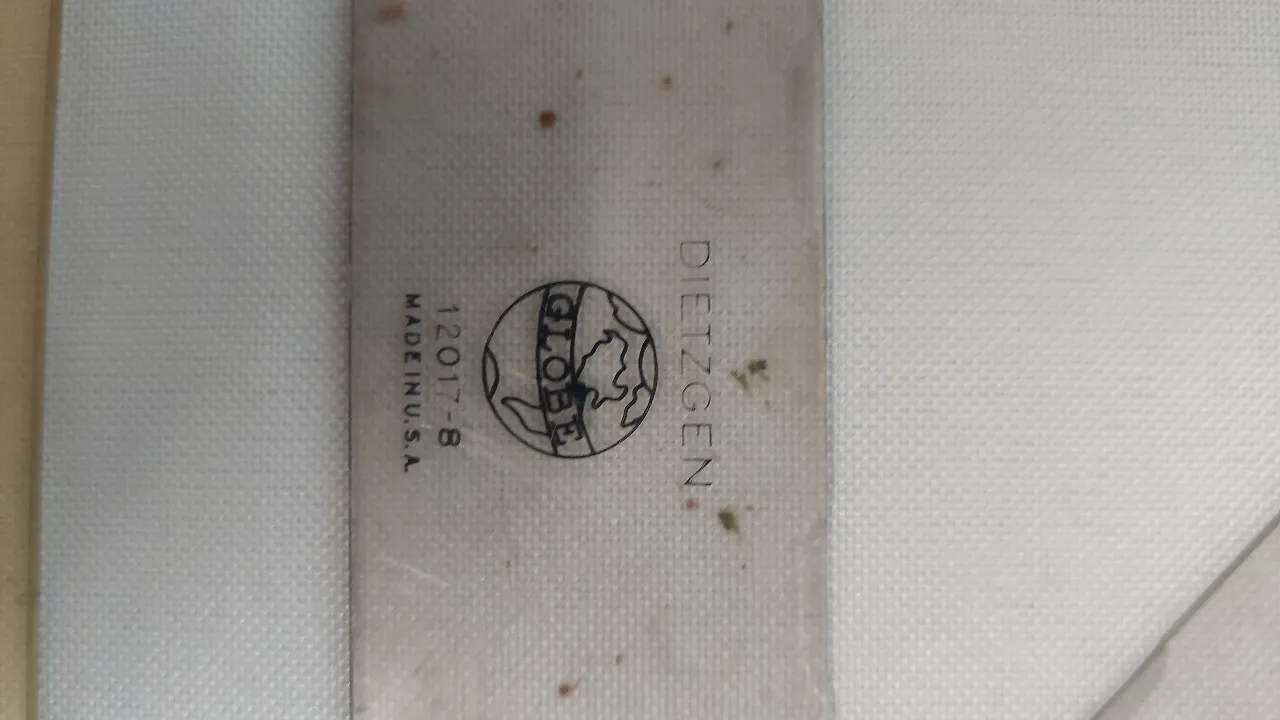 DIETZGEN
GLOBE
12017-8
MADE IN U.S.A.